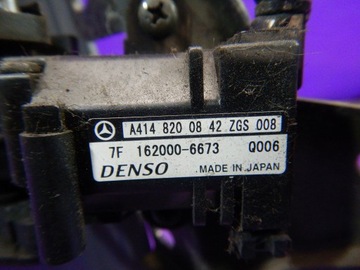 A414 820 08 42 ZGS 008
7F 162000-6673 Q006
DENSO MADE IN JAPAN